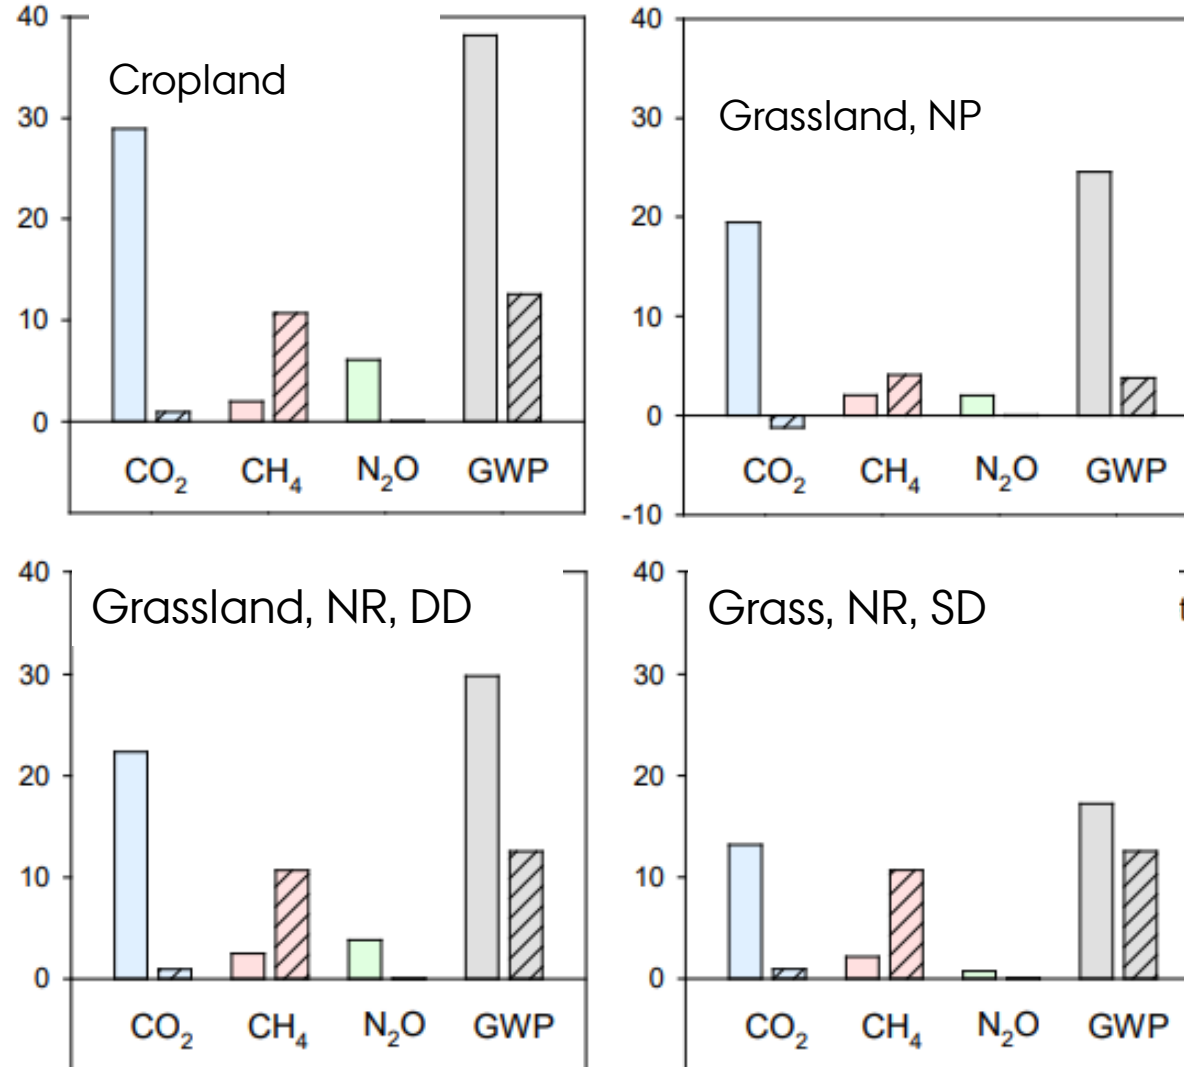 40
Cropland
30
20
10
0
CO₂ CH₄ N₂O GWP
40
Grassland, NP
30
20
10
0
CO₂ CH₄ N₂O GWP
-10
40
Grassland, NR, DD
30
20
10
0
CO₂ CH₄ N₂O GWP
40
Grass, NR, SD
30
20
10
0
CO₂ CH₄ N₂O GWP